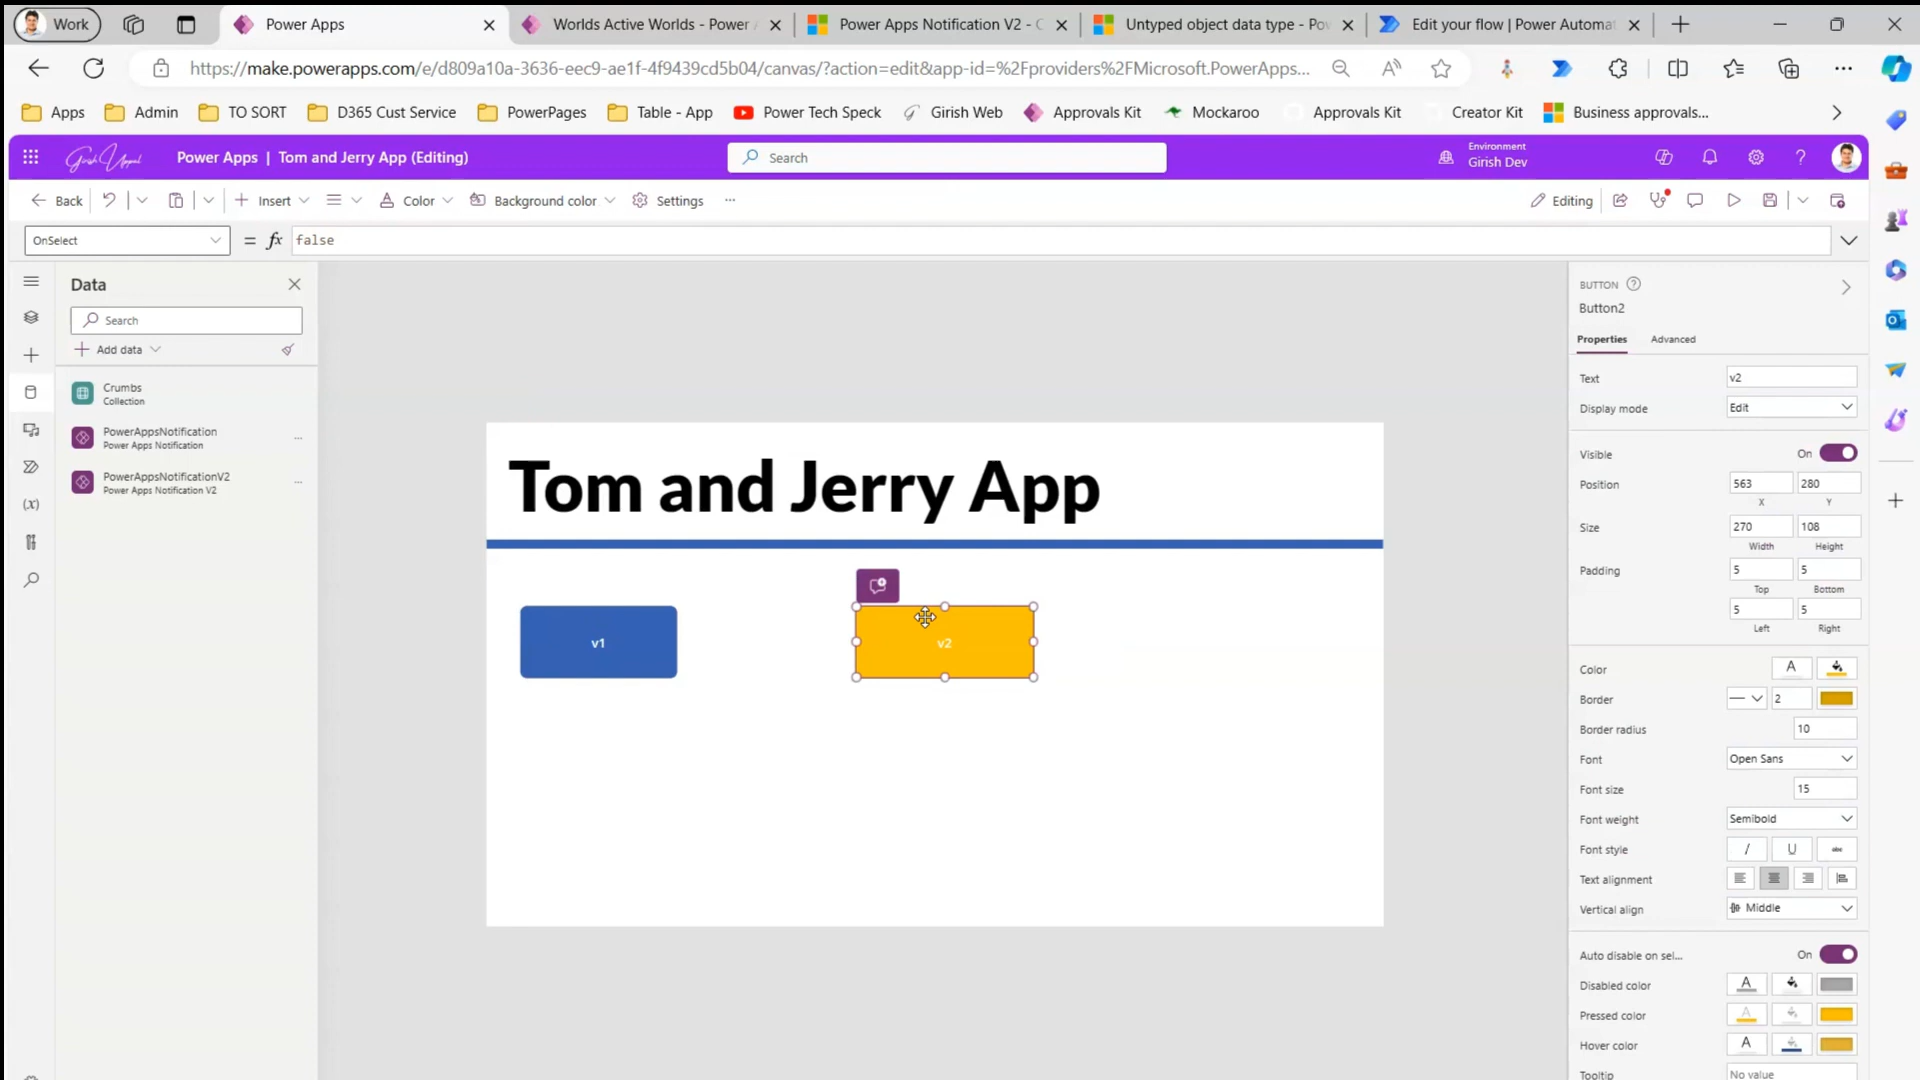 Work
Power Apps
Worlds Active Worlds - Power
Power Apps Notification V2 - C
Untyped object data type - Po
Edit your flow | Power Automat
https://make.powerapps.com/e/d809a10a-3636-eec9-ae1f-4f9439cd5b04/canvas/?action=edit&app-id=%2Fproviders%2FMicrosoft.PowerApps...
Apps
Admin
TO SORT
D365 Cust Service
PowerPages
Table - App
Power Tech Speck
Girish Web
Approvals Kit
Mockaroo
Approvals Kit
Creator Kit
Business approvals...
Girish Uppal
Power Apps | Tom and Jerry App (Editing)
Search
Environment
Girish Dev
Back
Insert
Color
Background color
Settings
Editing
OnSelect
= fx false
Data
Search
Add data
Crumbs
Collection
PowerAppsNotification
Power Apps Notification
PowerAppsNotificationV2
Power Apps Notification V2
Tom and Jerry App
v1
v2
BUTTON
Button2
Properties
Advanced
Text
v2
Display mode
Edit
Visible
On
Position
563
280
X
Y
Size
270
108
Width
Height
Padding
5
5
Top
Bottom
5
5
Left
Right
Color
A
Border
2
Border radius
10
Font
Open Sans
Font size
15
Font weight
Semibold
Font style
/
U
abc
Text alignment
Vertical align
Middle
Auto disable on sel...
On
Disabled color
A
Pressed color
A
Hover color
A
Tooltip
No value